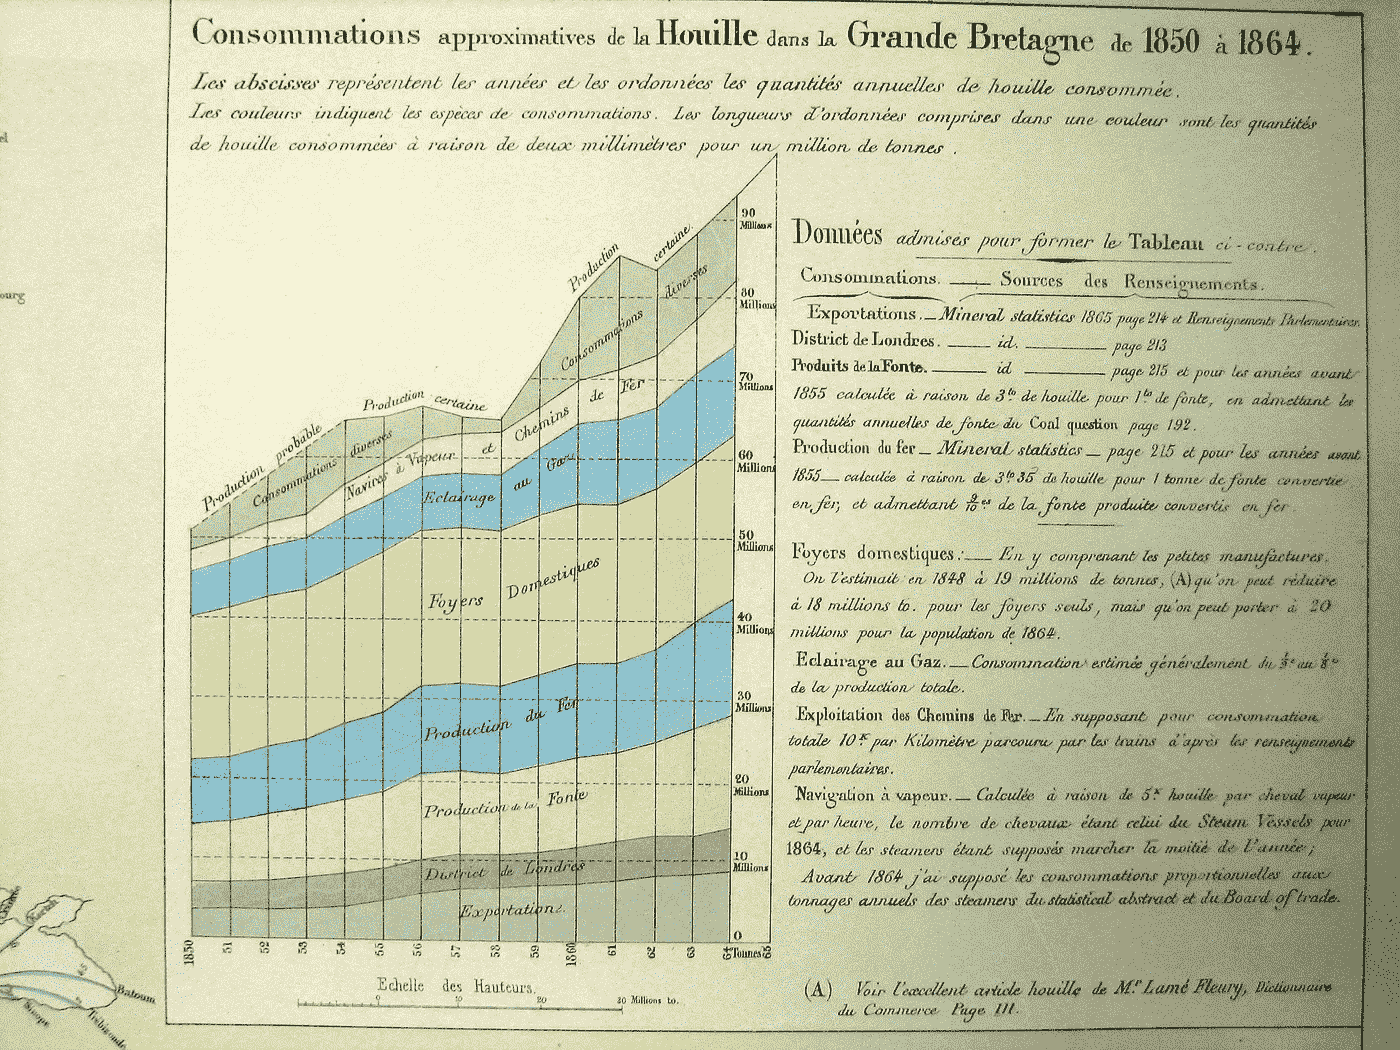 Consommations approximatives de la Houille dans la Grande Bretagne de 1850 à 1864.
Les abscisses représentent les années et les ordonnées les quantités annuelles de houille consommée.
Les couleurs indiquent les espèces de consommations. Les longueurs d'ordonnées comprises dans une couleur sont les quantités
de houille consommées à raison de deux millimètres pour un million de tonnes.
Production probable
Production certaine
Production certaine
Consommations diverses
Consommations diverses
Navires à Vapeur et Chemins de Fer
Eclairage au Gaz
Foyers Domestiques
Production du Fer
Production de la Fonte
District de Londres
Exportations.
90 Millions
80 Millions
70 Millions
60 Millions
50 Millions
40 Millions
30 Millions
20 Millions
10 Millions
0
Tonnes
1850 51 52 53 54 55 56 57 58 59 1860 61 62 63 64 65
Echelle des Hauteurs.
0 10 20 30 Millions to.
Données admises pour former le Tableau ci-contre.
Consommations. — Sources des Renseignements.
Exportations. — Mineral statistics 1865 page 214 et Renseignements Parlementaires.
District de Londres. — id. — page 213
Produits de la Fonte. — id — page 215 et pour les années avant
1855 calculée à raison de 3to de houille pour 1to de fonte, en admettant les
quantités annuelles de fonte du Coal question page 192.
Production du fer — Mineral statistics — page 215 et pour les années avant
1855 — calculée à raison de 3to35 de houille pour 1 tonne de fonte convertie
en fer, et admettant 9/10es de la fonte produite convertis en fer.
Foyers domestiques: — En y comprenant les petites manufactures.
On l'estimait en 1848 à 19 millions de tonnes, (A) qu'on peut réduire
à 18 millions to. pour les foyers seuls, mais qu'on peut porter à 20
millions pour la population de 1864.
Eclairage au Gaz. — Consommation estimée généralement du au
de la production totale.
Exploitation des Chemins de Fer. — En supposant pour consommation
totale 10k par Kilomètre parcouru par les trains d'après les renseignements
parlementaires.
Navigation à vapeur. — Calculée à raison de 5k houille par cheval vapeur
et par heure, le nombre de chevaux étant celui du Steam Vessels pour
1864, et les steamers étant supposés marcher la moitié de l'année;
Avant 1864 j'ai supposé les consommations proportionnelles aux
tonnages annuels des steamers du statistical abstract et du Board of trade.
(A) Voir l'excellent article houille de Mr Lamé Fleury, Dictionnaire
du Commerce Page 111.
ourg
Batoum
Trébizonde
Sinope